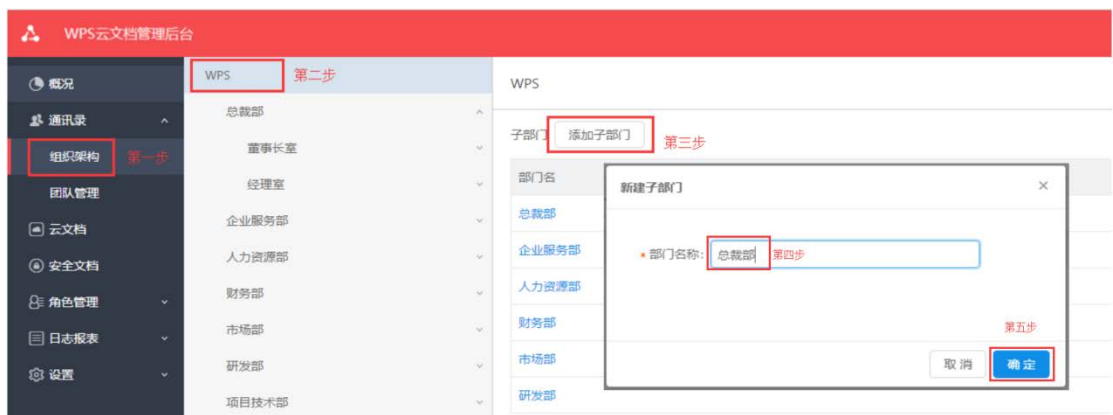 WPS云文档管理后台
概况
通讯录
组织架构 第一步
团队管理
云文档
安全文档
角色管理
日志报表
设置
WPS 第二步
总裁部
董事长室
经理室
企业服务部
人力资源部
财务部
市场部
研发部
项目技术部
WPS
子部门 添加子部门 第三步
部门名
总裁部
企业服务部
人力资源部
财务部
市场部
研发部
新建子部门
* 部门名称: 总裁部 第四步
第五步
取消 确定